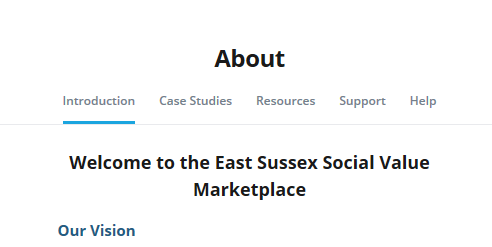 About
Introduction Case Studies Resources Support Help
Welcome to the East Sussex Social Value
Marketplace
Our Vision